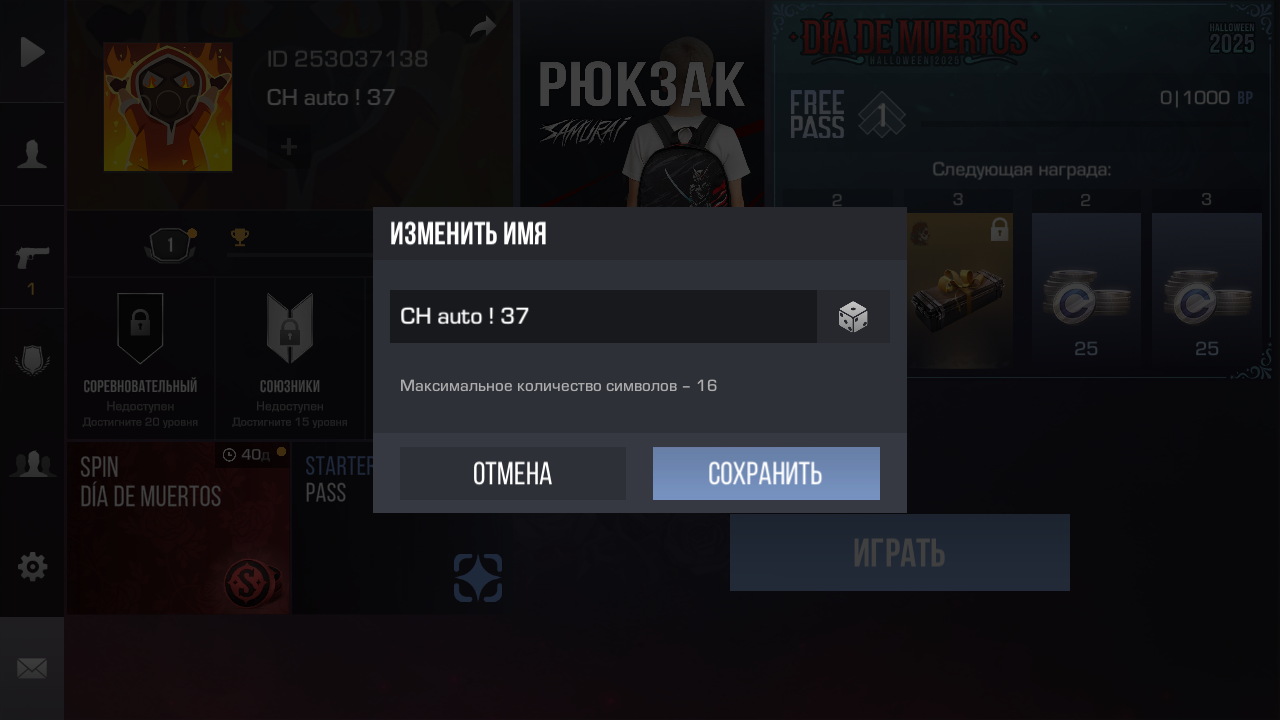 ID 253037138
CH auto ! 37
РЮКЗАК
SAMURAI
DÍA DE MUERTOS
HALLOWEEN 2025
HALLOWEEN
2025
FREE
PASS
1
0|1000 BP
Следующая награда:
2
3
2
3
25
25
1
1
ИЗМЕНИТЬ ИМЯ
CH auto ! 37
Максимальное количество символов – 16
ОТМЕНА
СОХРАНИТЬ
СОРЕВНОВАТЕЛЬНЫЙ
Недоступен
Достигните 20 уровня
СОЮЗНИКИ
Недоступен
Достигните 15 уровня
SPIN
DÍA DE MUERTOS
40д
STARTER
PASS
ИГРАТЬ